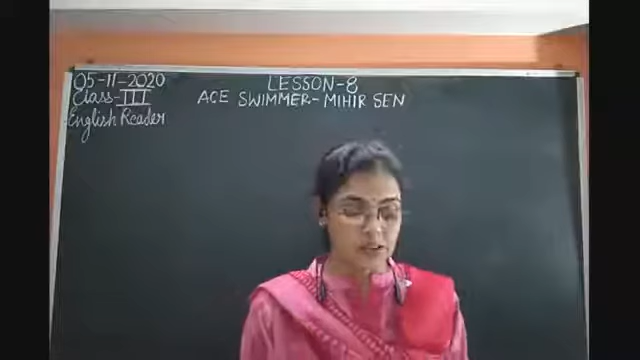 05-11-2020
Class-III
English Reader
LESSON-8
ACE SWIMMER-MIHIR SEN